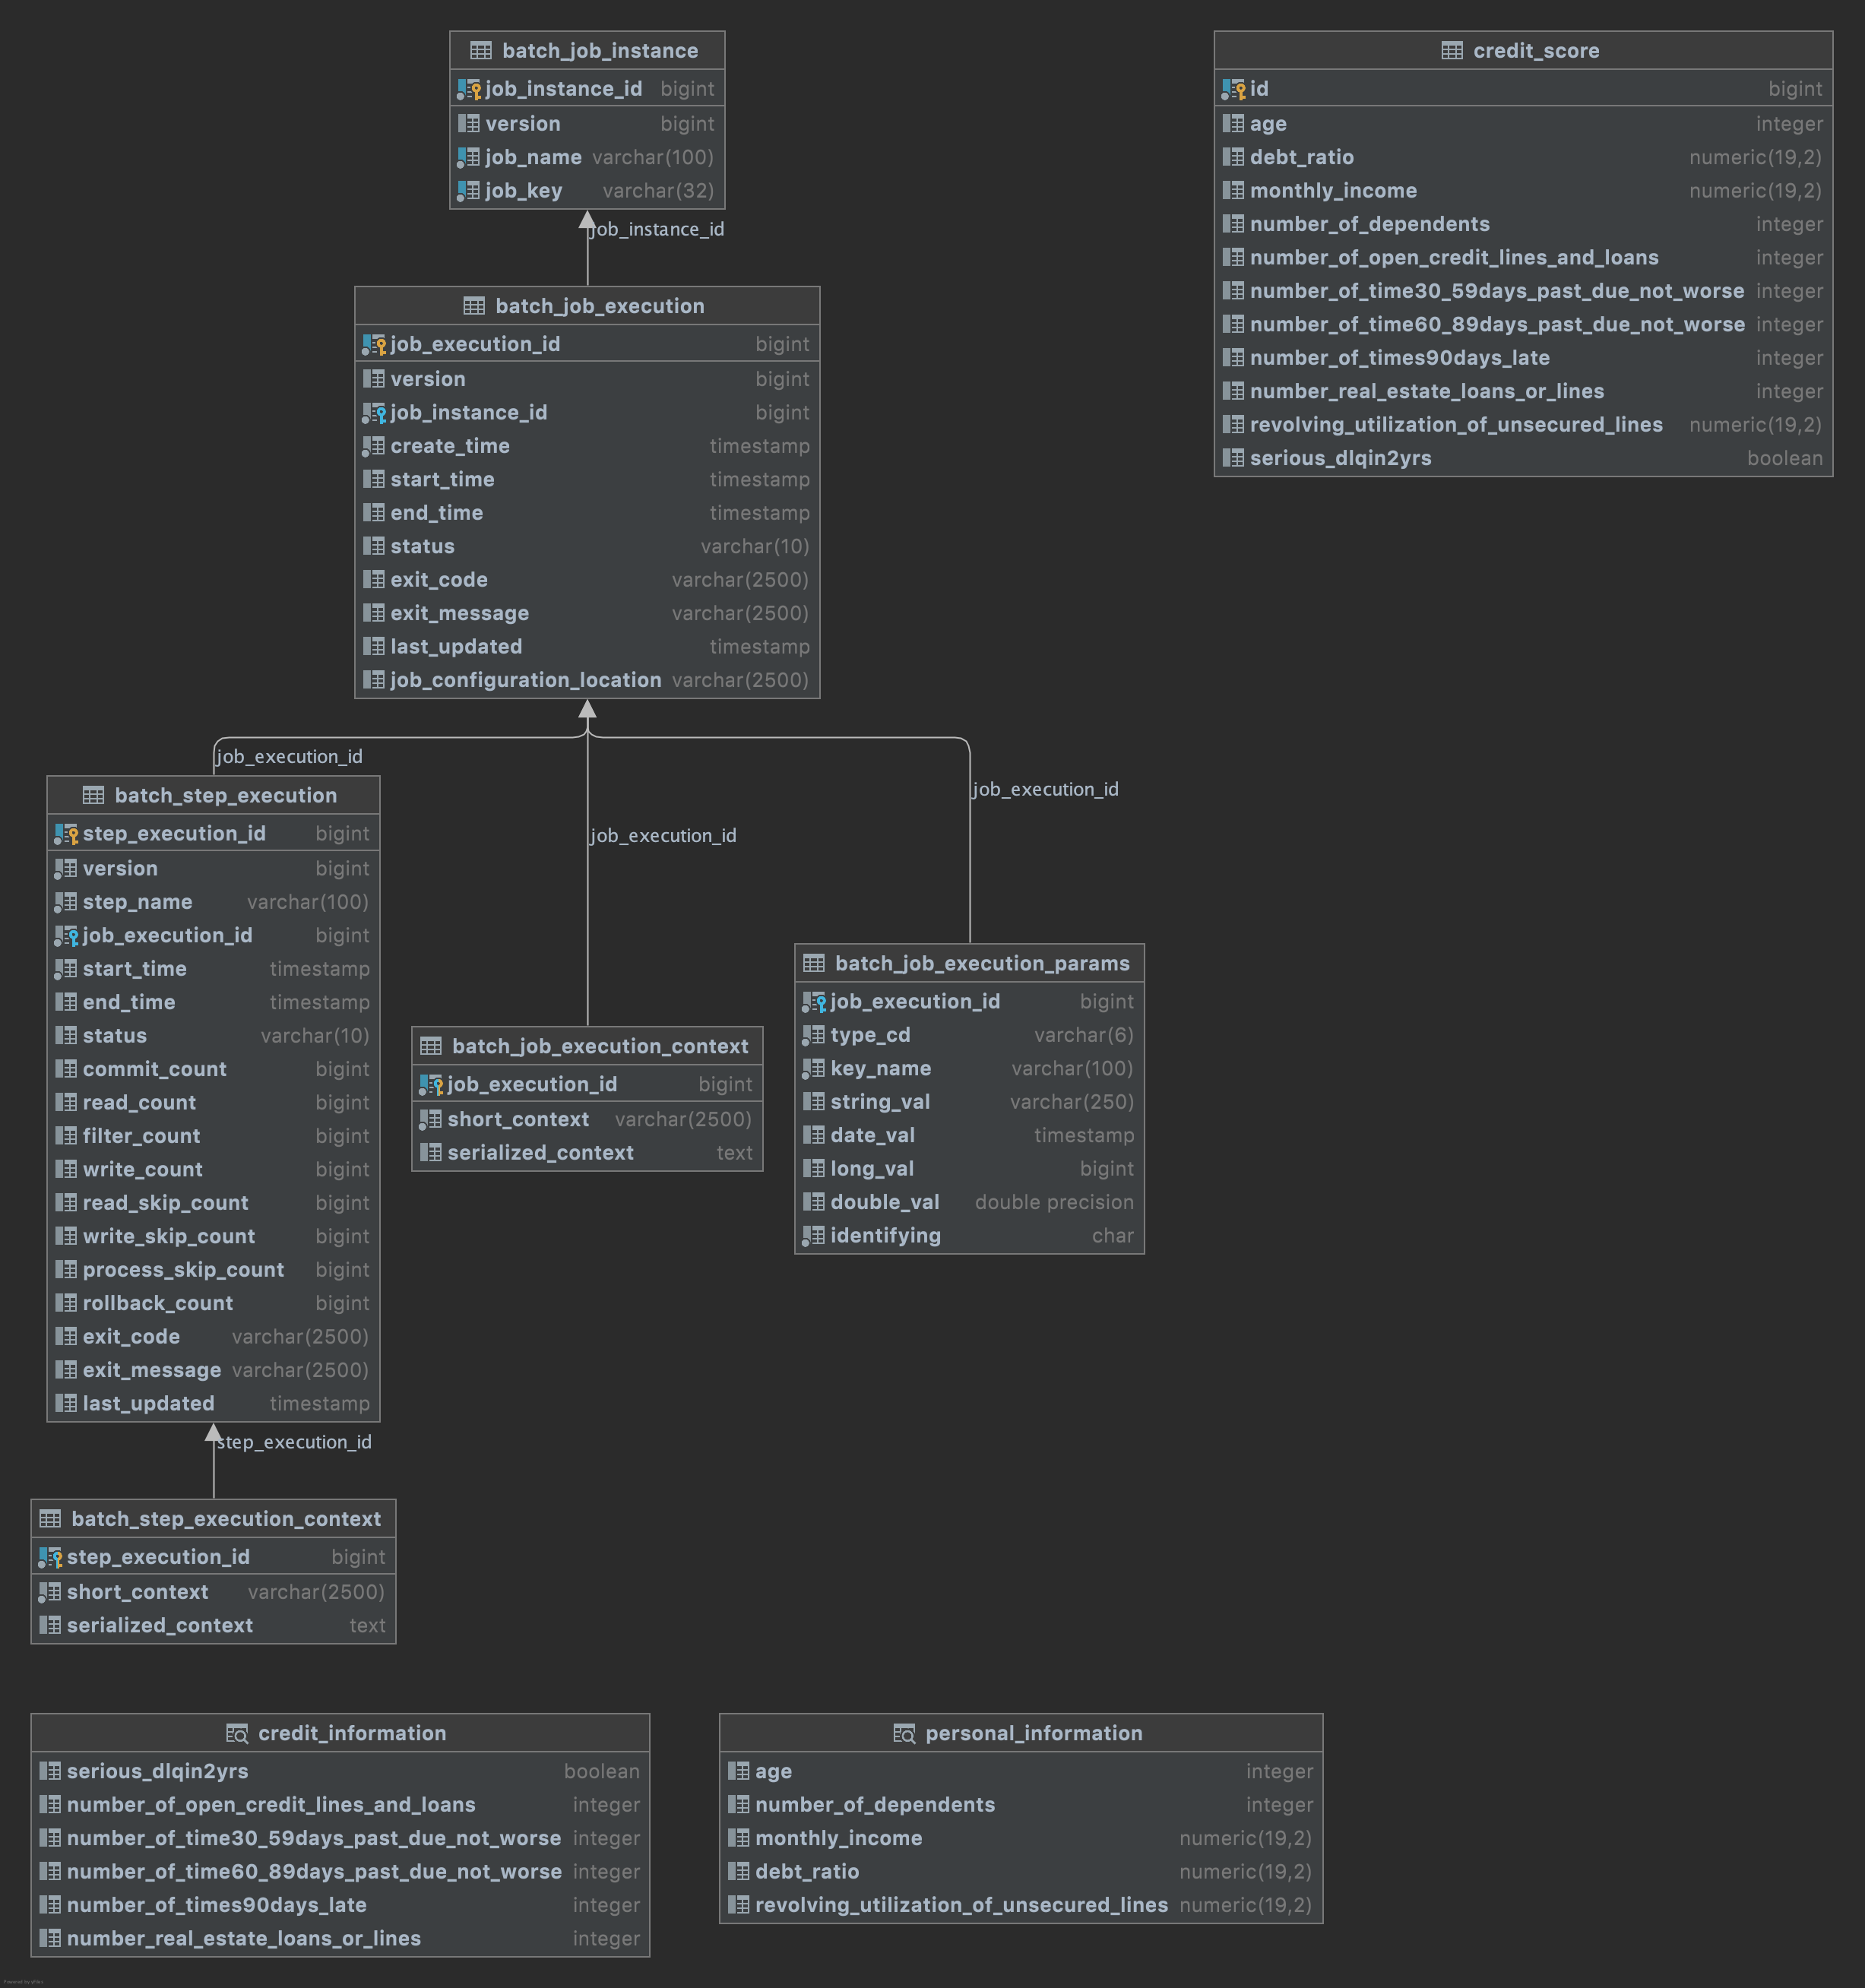 batch_job_instance
job_instance_id bigint
version bigint
job_name varchar(100)
job_key varchar(32)
job_instance_id
batch_job_execution
job_execution_id bigint
version bigint
job_instance_id bigint
create_time timestamp
start_time timestamp
end_time timestamp
status varchar(10)
exit_code varchar(2500)
exit_message varchar(2500)
last_updated timestamp
job_configuration_location varchar(2500)
credit_score
id bigint
age integer
debt_ratio numeric(19,2)
monthly_income numeric(19,2)
number_of_dependents integer
number_of_open_credit_lines_and_loans integer
number_of_time30_59days_past_due_not_worse integer
number_of_time60_89days_past_due_not_worse integer
number_of_times90days_late integer
number_real_estate_loans_or_lines integer
revolving_utilization_of_unsecured_lines numeric(19,2)
serious_dlqin2yrs boolean
job_execution_id
job_execution_id
job_execution_id
batch_step_execution
step_execution_id bigint
version bigint
step_name varchar(100)
job_execution_id bigint
start_time timestamp
end_time timestamp
status varchar(10)
commit_count bigint
read_count bigint
filter_count bigint
write_count bigint
read_skip_count bigint
write_skip_count bigint
process_skip_count bigint
rollback_count bigint
exit_code varchar(2500)
exit_message varchar(2500)
last_updated timestamp
batch_job_execution_context
job_execution_id bigint
short_context varchar(2500)
serialized_context text
batch_job_execution_params
job_execution_id bigint
type_cd varchar(6)
key_name varchar(100)
string_val varchar(250)
date_val timestamp
long_val bigint
double_val double precision
identifying char
step_execution_id
batch_step_execution_context
step_execution_id bigint
short_context varchar(2500)
serialized_context text
credit_information
serious_dlqin2yrs boolean
number_of_open_credit_lines_and_loans integer
number_of_time30_59days_past_due_not_worse integer
number_of_time60_89days_past_due_not_worse integer
number_of_times90days_late integer
number_real_estate_loans_or_lines integer
personal_information
age integer
number_of_dependents integer
monthly_income numeric(19,2)
debt_ratio numeric(19,2)
revolving_utilization_of_unsecured_lines numeric(19,2)
Powered by yFiles